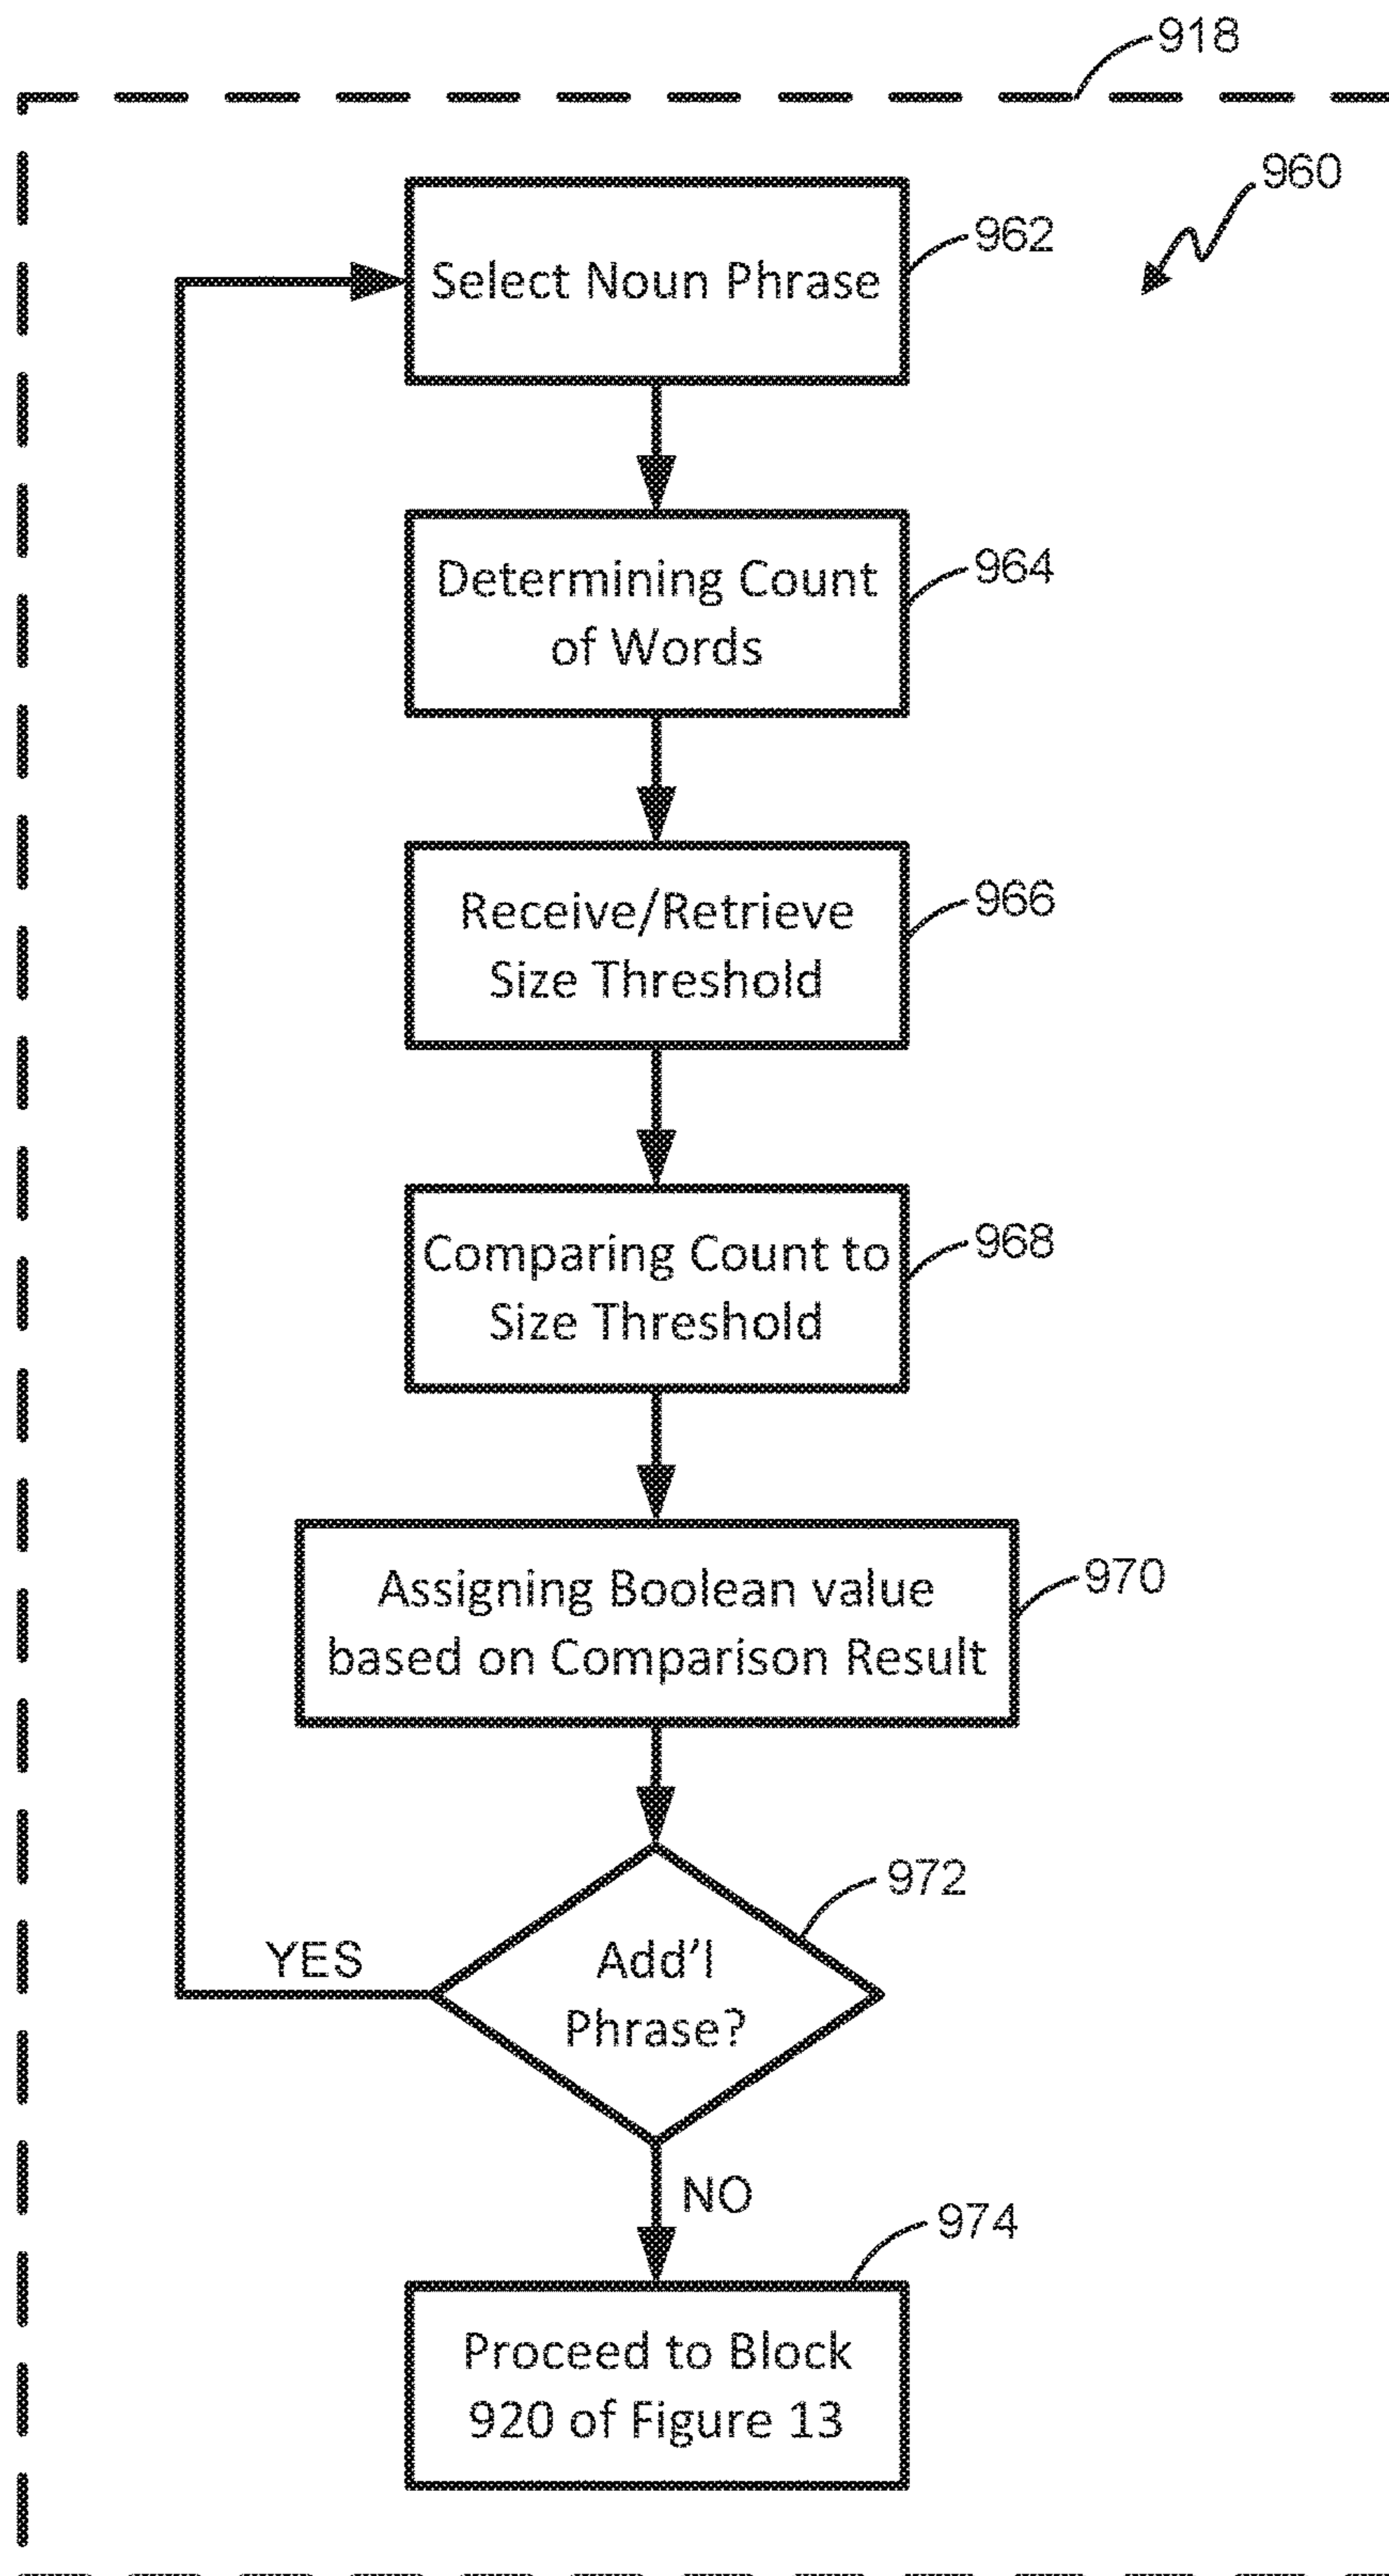 918
960
962
Select Noun Phrase
964
Determining Count
of Words
966
Receive/Retrieve
Size Threshold
968
Comparing Count to
Size Threshold
970
Assigning Boolean value
based on Comparison Result
972
Add'l
Phrase?
YES
NO
974
Proceed to Block
920 of Figure 13